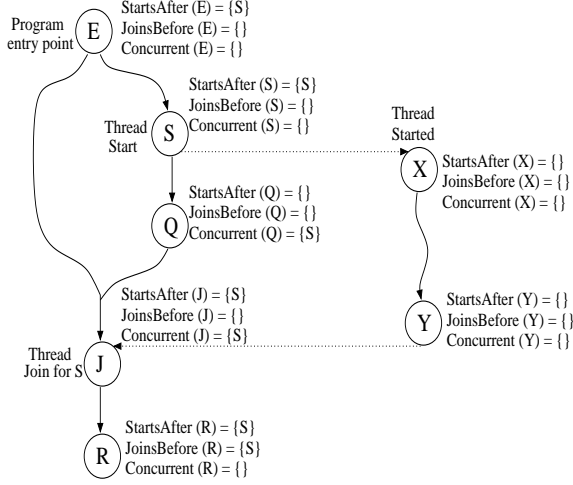 StartsAfter (E) = {S}
Program
entry point
E
JoinsBefore (E) = {}
Concurrent (E) = {}
StartsAfter (S) = {S}
JoinsBefore (S) = {}
Concurrent (S) = {}
Thread
Start
S
Thread
Started
X
StartsAfter (X) = {}
JoinsBefore (X) = {}
Concurrent (X) = {}
StartsAfter (Q) = {}
JoinsBefore (Q) = {}
Concurrent (Q) = {S}
Q
StartsAfter (J) = {S}
JoinsBefore (J) = {}
Concurrent (J) = {S}
Y
StartsAfter (Y) = {}
JoinsBefore (Y) = {}
Concurrent (Y) = {}
Thread
Join for S
J
StartsAfter (R) = {S}
JoinsBefore (R) = {S}
Concurrent (R) = {}
R